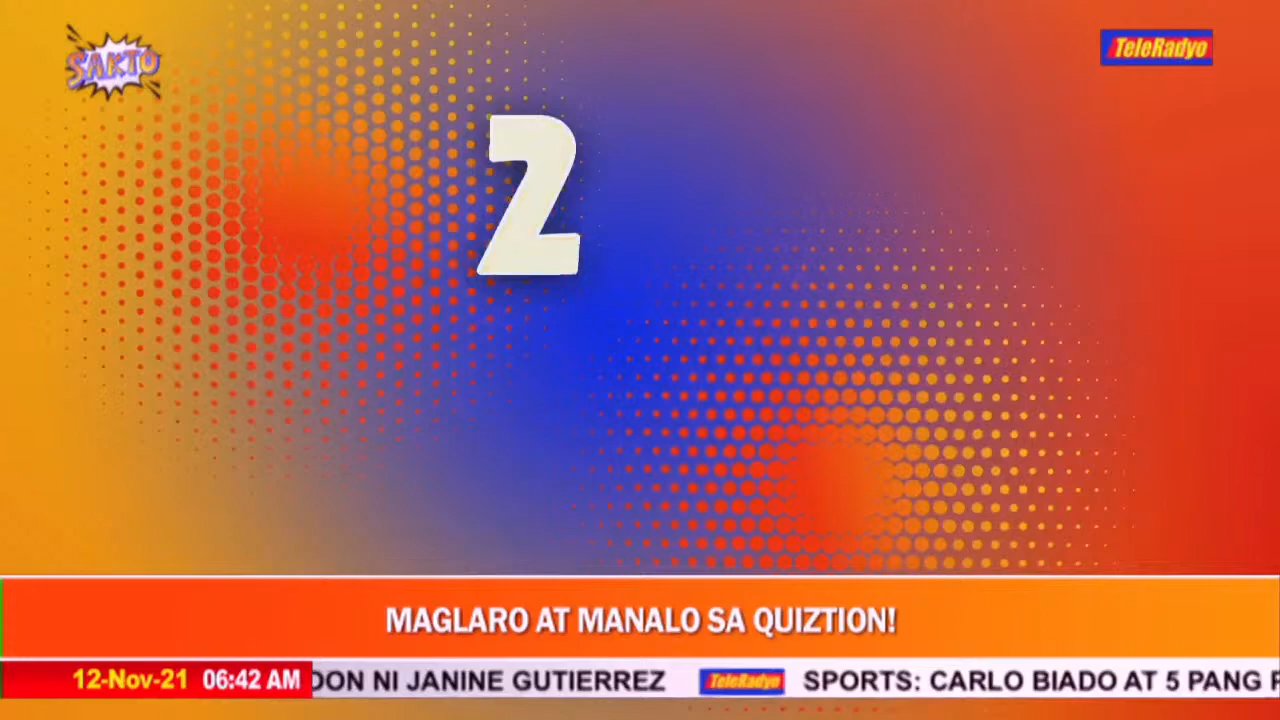 SAKTO
TeleRadyo
2
MAGLARO AT MANALO SA QUIZTION!
12-Nov-21 06:42 AM DON NI JANINE GUTIERREZ TeleRadyo SPORTS: CARLO BIADO AT 5 PANG